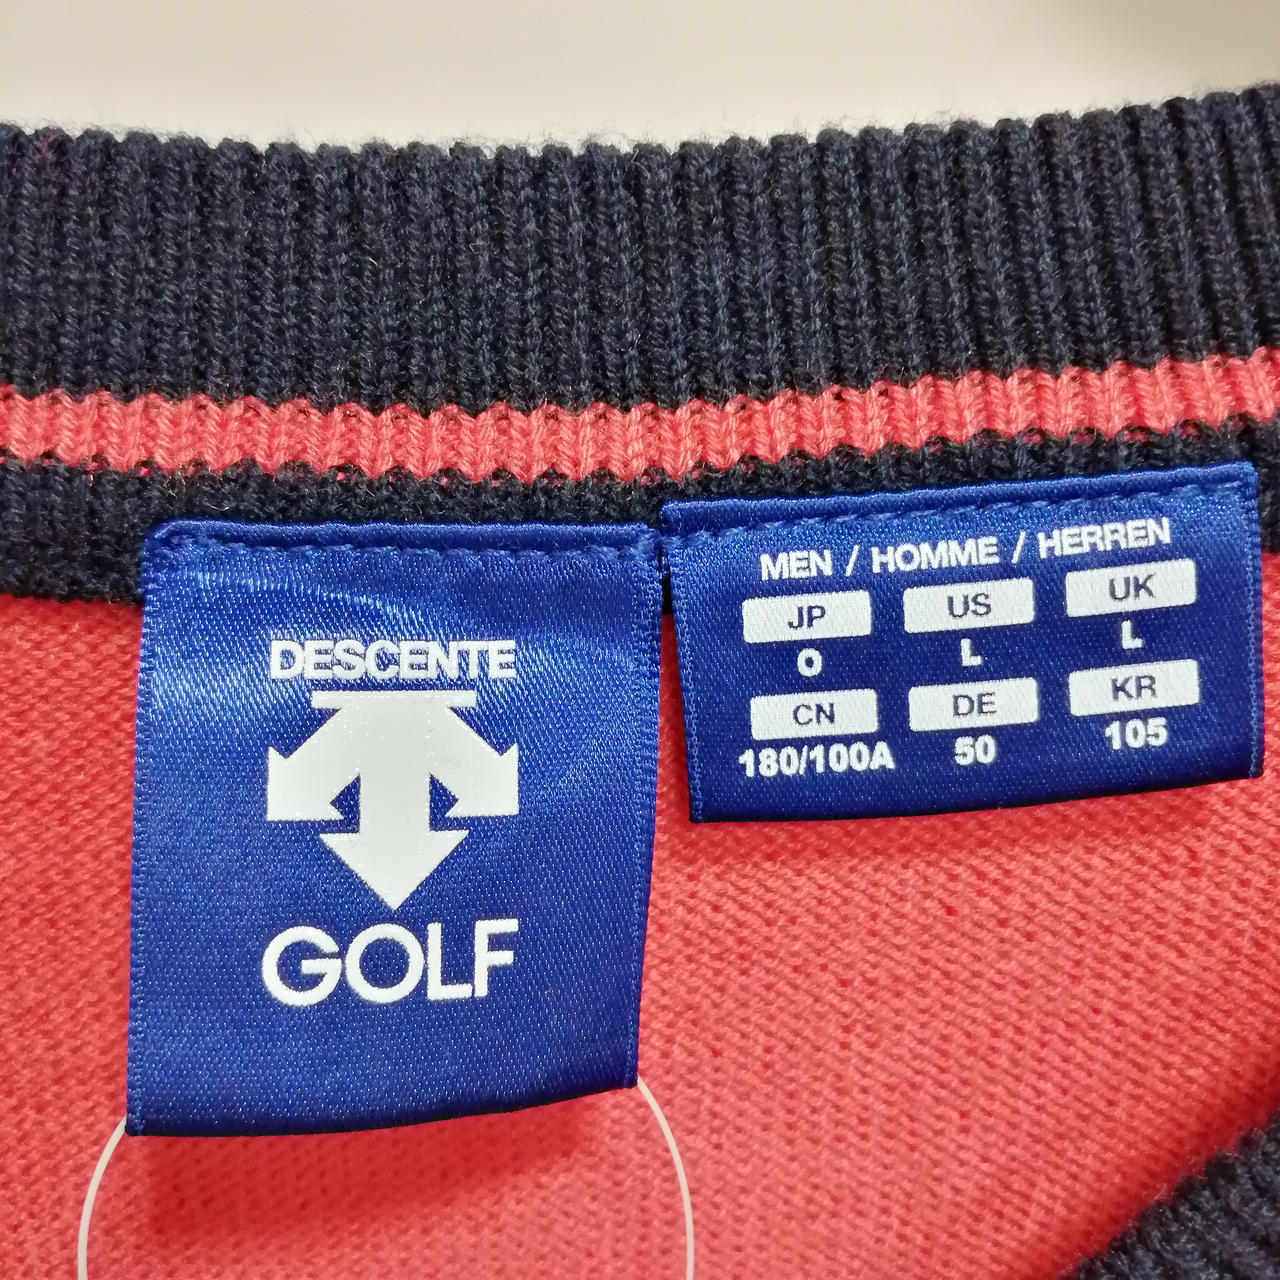 DESCENTE
GOLF
MEN / HOMME / HERREN
JP US UK
O L L
CN DE KR
180/100A 50 105